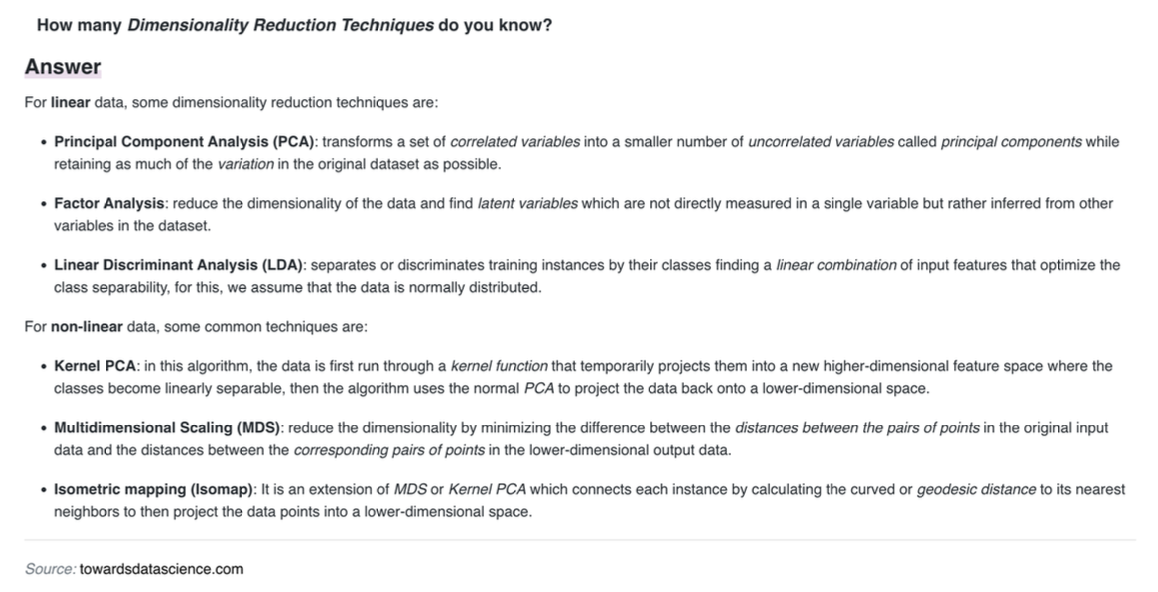 How many Dimensionality Reduction Techniques do you know?
Answer
For linear data, some dimensionality reduction techniques are:
• Principal Component Analysis (PCA): transforms a set of correlated variables into a smaller number of uncorrelated variables called principal components while
retaining as much of the variation in the original dataset as possible.
• Factor Analysis: reduce the dimensionality of the data and find latent variables which are not directly measured in a single variable but rather inferred from other
variables in the dataset.
• Linear Discriminant Analysis (LDA): separates or discriminates training instances by their classes finding a linear combination of input features that optimize the
class separability, for this, we assume that the data is normally distributed.
For non-linear data, some common techniques are:
• Kernel PCA: in this algorithm, the data is first run through a kernel function that temporarily projects them into a new higher-dimensional feature space where the
classes become linearly separable, then the algorithm uses the normal PCA to project the data back onto a lower-dimensional space.
• Multidimensional Scaling (MDS): reduce the dimensionality by minimizing the difference between the distances between the pairs of points in the original input
data and the distances between the corresponding pairs of points in the lower-dimensional output data.
• Isometric mapping (Isomap): It is an extension of MDS or Kernel PCA which connects each instance by calculating the curved or geodesic distance to its nearest
neighbors to then project the data points into a lower-dimensional space.
Source: towardsdatascience.com